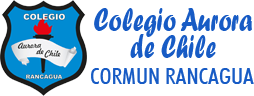 COLEGIO
Aurora
de Chile
RANCAGUA
Colegio Aurora
de Chile
CORMUN RANCAGUA